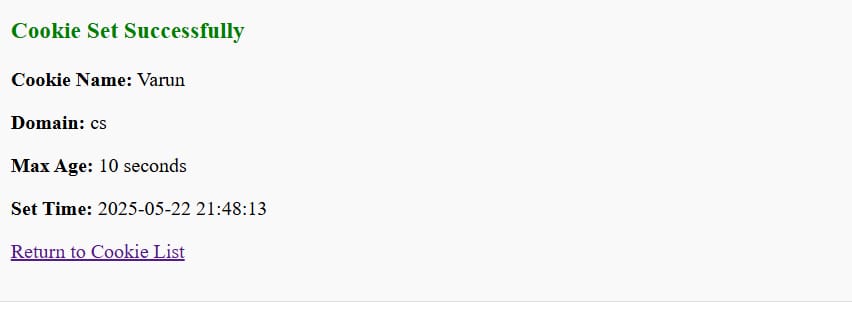 Cookie Set Successfully
Cookie Name: Varun
Domain: cs
Max Age: 10 seconds
Set Time: 2025-05-22 21:48:13
Return to Cookie List